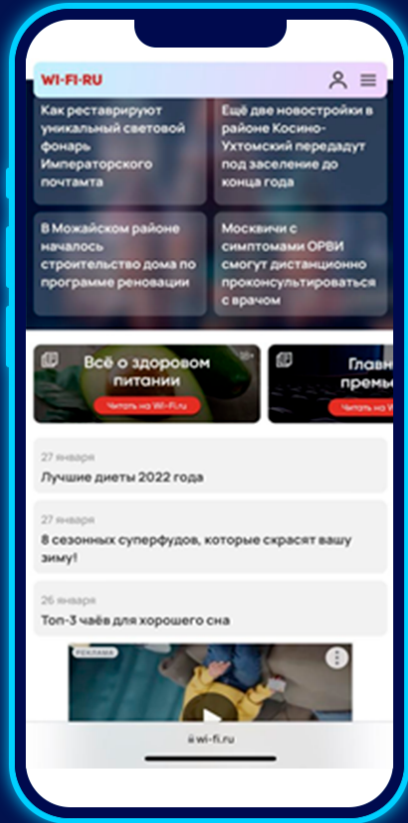 WI-FI-RU
Как реставрируют
уникальный световой
фонарь
Императорского
почтамта
Ещё две новостройки в
районе Косино-
Ухтомский передадут
под заселение до
конца года
В Можайском районе
началось
строительство дома по
программе реновации
Москвичи с
симптомами ОРВИ
смогут дистанционно
проконсультироваться
с врачом
Всё о здоровом
питании
Читать на Wi-Fi.ru
Главн
премье
Читать на W
27 января
Лучшие диеты 2022 года
27 января
8 сезонных суперфудов, которые скрасят вашу
зиму!
26 января
Топ-3 чаёв для хорошего сна
РЕКЛАМА
wi-fi.ru